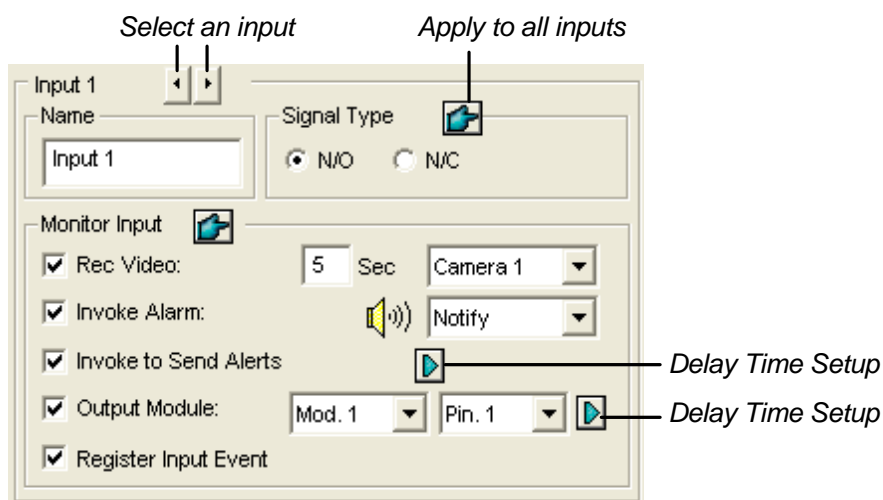 Select an input Apply to all inputs
Input 1
Name Signal Type
Input 1 N/O N/C
Monitor Input
Rec Video: 5 Sec Camera 1
Invoke Alarm: Notify
Invoke to Send Alerts Delay Time Setup
Output Module: Mod. 1 Pin. 1 Delay Time Setup
Register Input Event